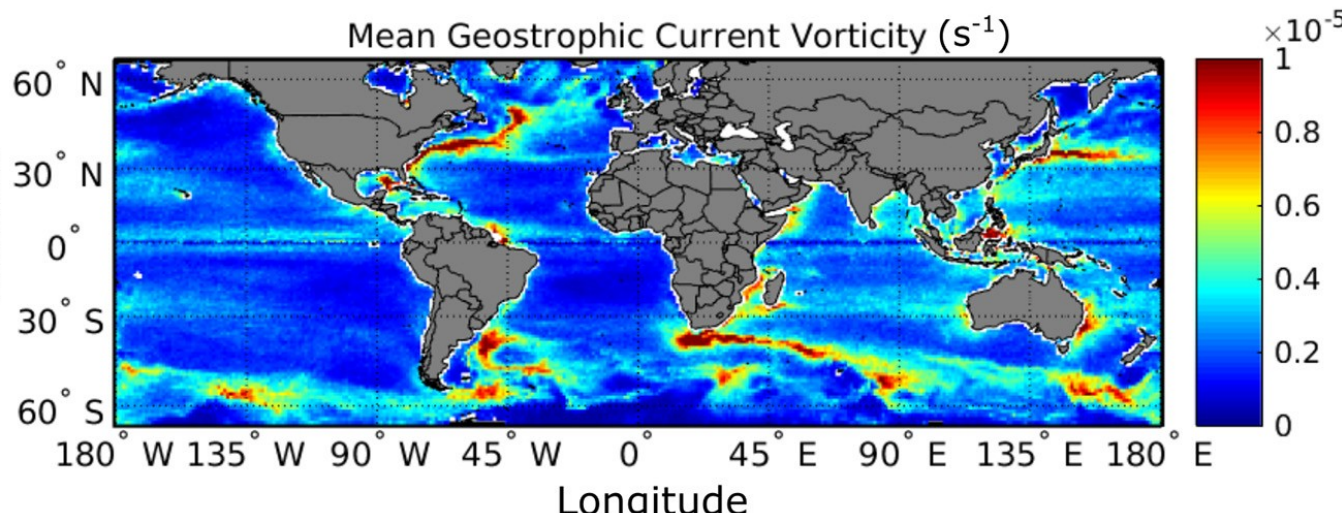 Mean Geostrophic Current Vorticity (s⁻¹)
×10⁻⁵
60° N
30° N
0°
30° S
60° S
180° W 135° W 90° W 45° W 0° 45° E 90° E 135° E 180° E
Longitude
1
0.8
0.6
0.4
0.2
0